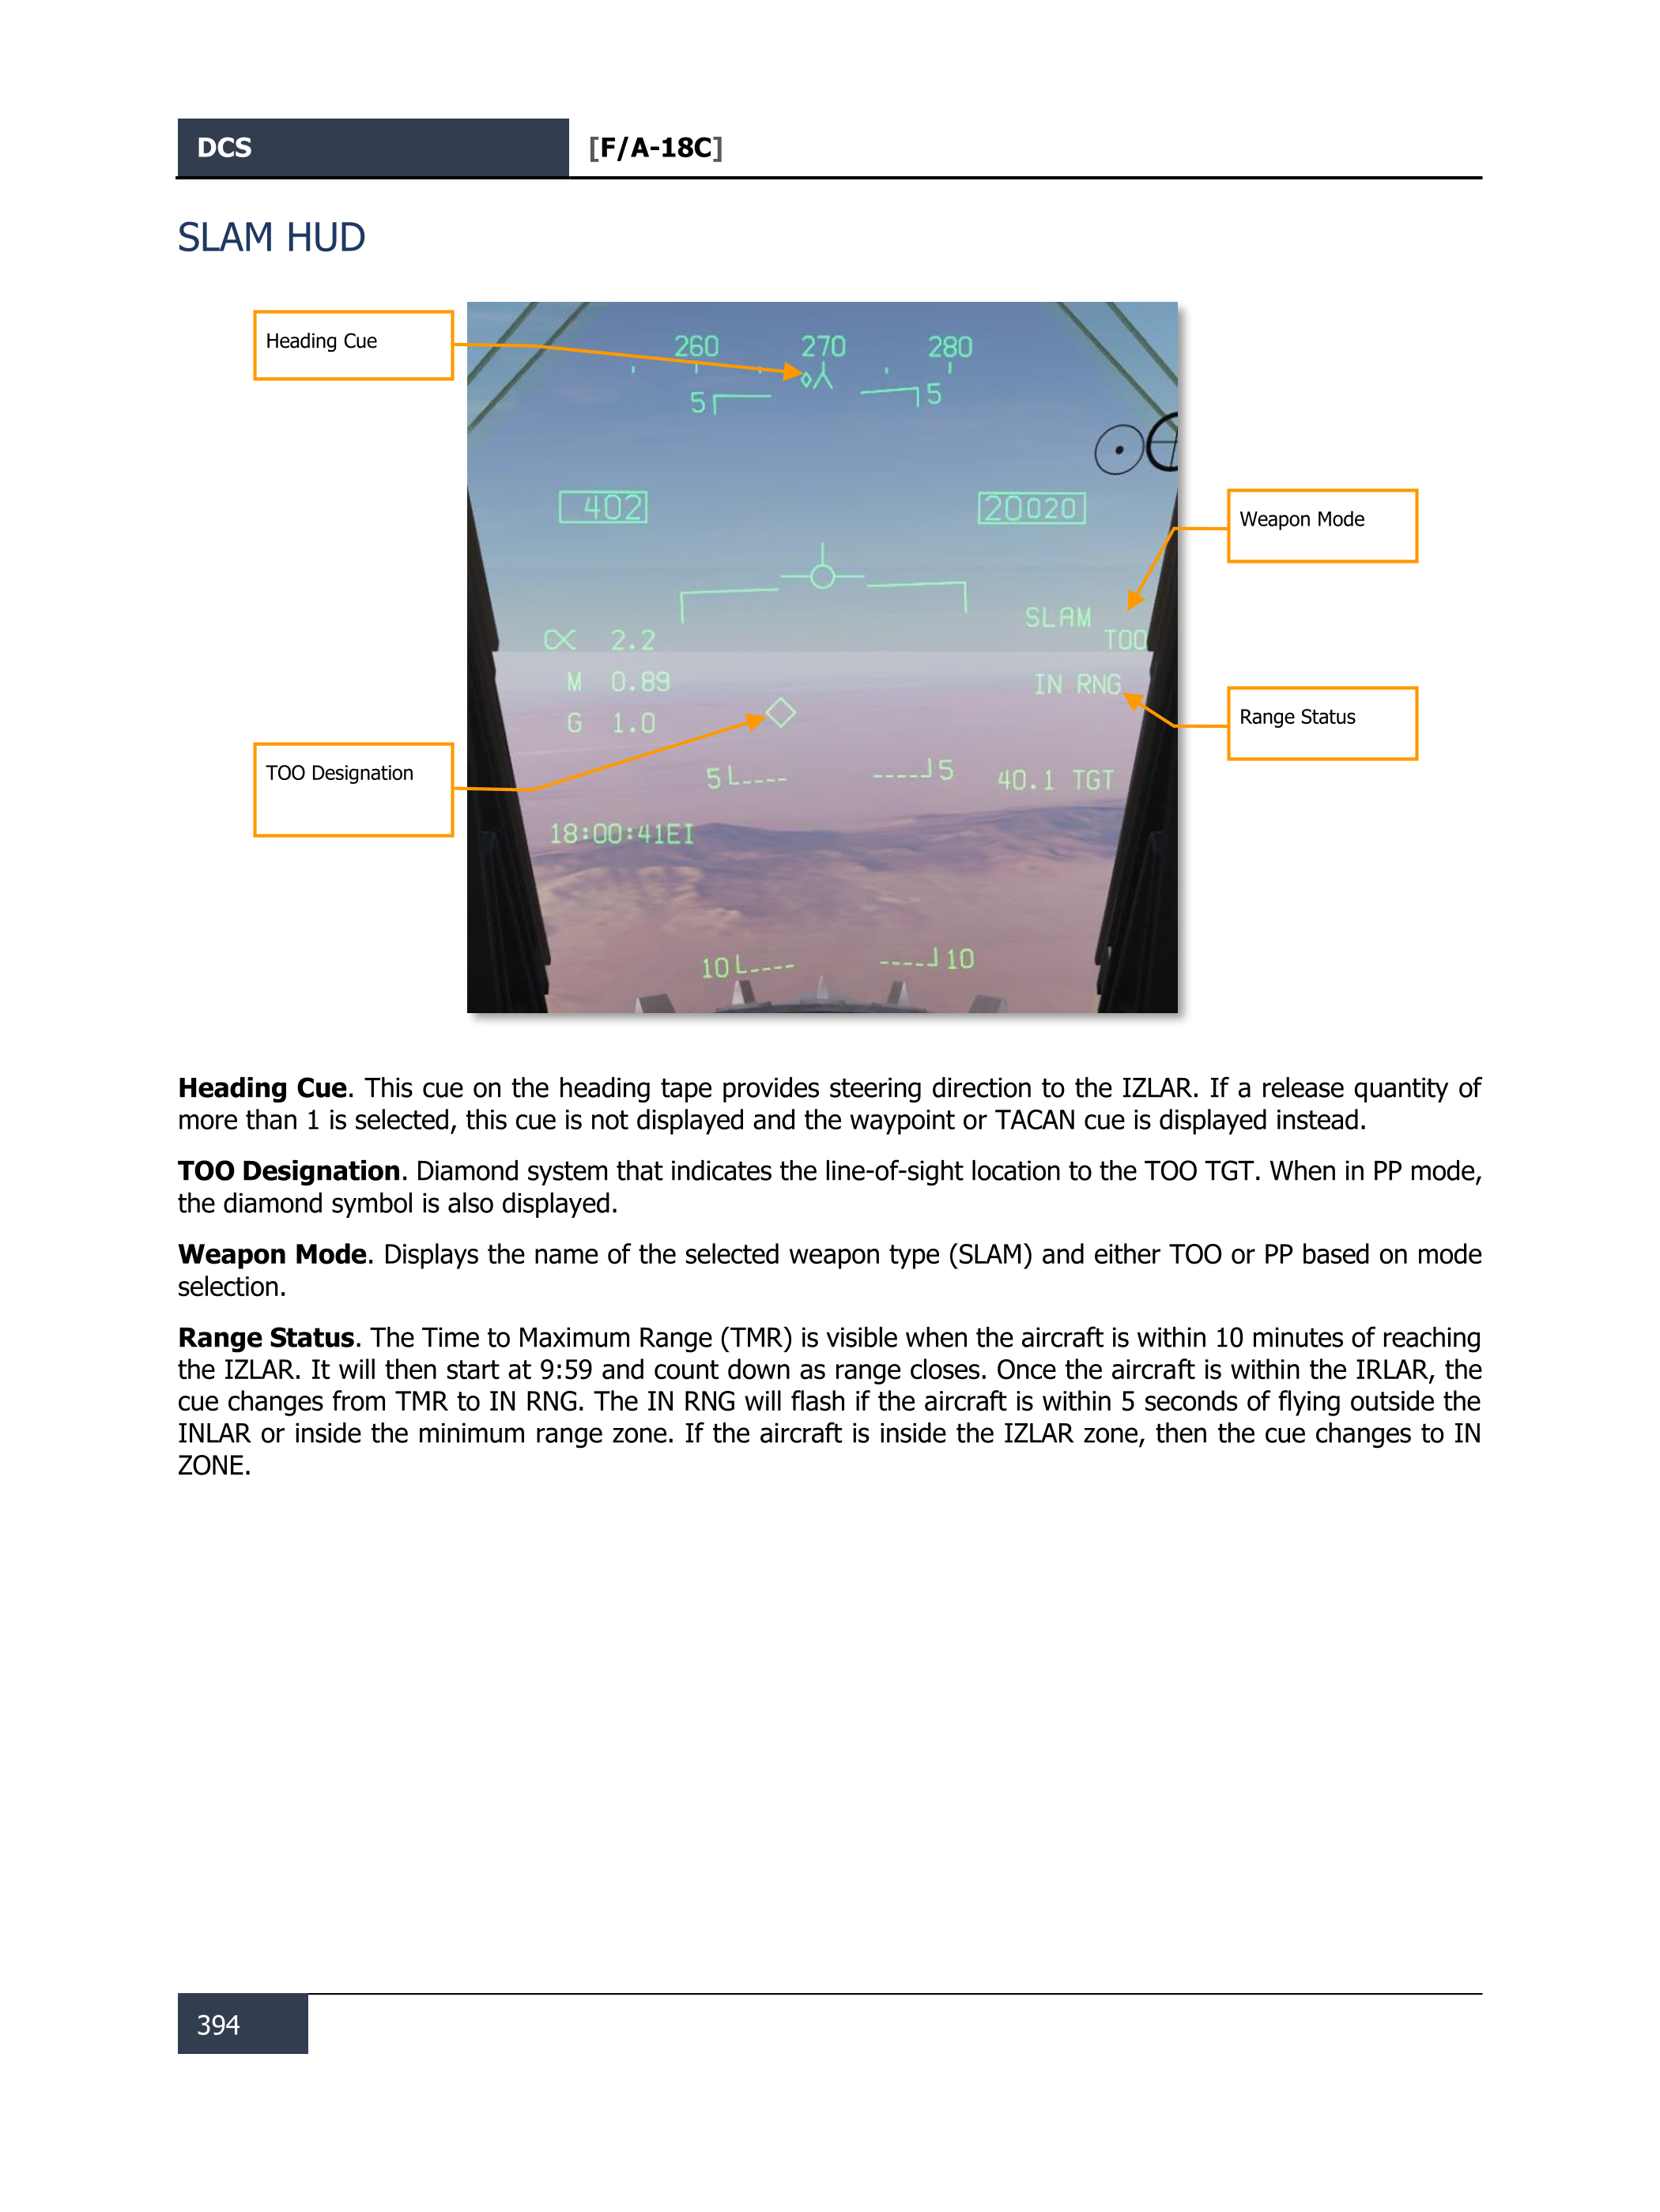 DCS
[F/A-18C]
SLAM HUD
Heading Cue
260 270 280
5 5
402 20020
Weapon Mode
SLAM
α 2.2 TOO
M 0.89 IN RNG
G 1.0
Range Status
TOO Designation
5 5 40.1 TGT
18:00:41EI
10 10
Heading Cue. This cue on the heading tape provides steering direction to the IZLAR. If a release quantity of
more than 1 is selected, this cue is not displayed and the waypoint or TACAN cue is displayed instead.
TOO Designation. Diamond system that indicates the line-of-sight location to the TOO TGT. When in PP mode,
the diamond symbol is also displayed.
Weapon Mode. Displays the name of the selected weapon type (SLAM) and either TOO or PP based on mode
selection.
Range Status. The Time to Maximum Range (TMR) is visible when the aircraft is within 10 minutes of reaching
the IZLAR. It will then start at 9:59 and count down as range closes. Once the aircraft is within the IRLAR, the
cue changes from TMR to IN RNG. The IN RNG will flash if the aircraft is within 5 seconds of flying outside the
INLAR or inside the minimum range zone. If the aircraft is inside the IZLAR zone, then the cue changes to IN
ZONE.
394